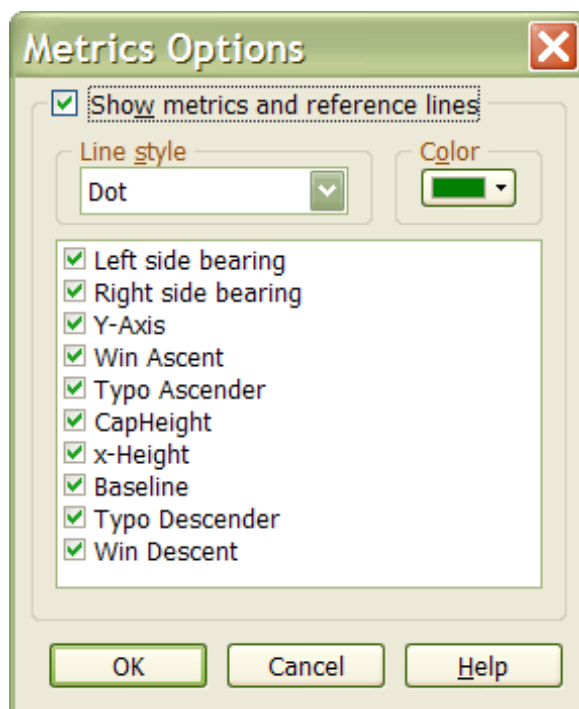 Metrics Options
Show metrics and reference lines
Line style
Color
Dot
Left side bearing
Right side bearing
Y-Axis
Win Ascent
Typo Ascender
CapHeight
x-Height
Baseline
Typo Descender
Win Descent
OK Cancel Help